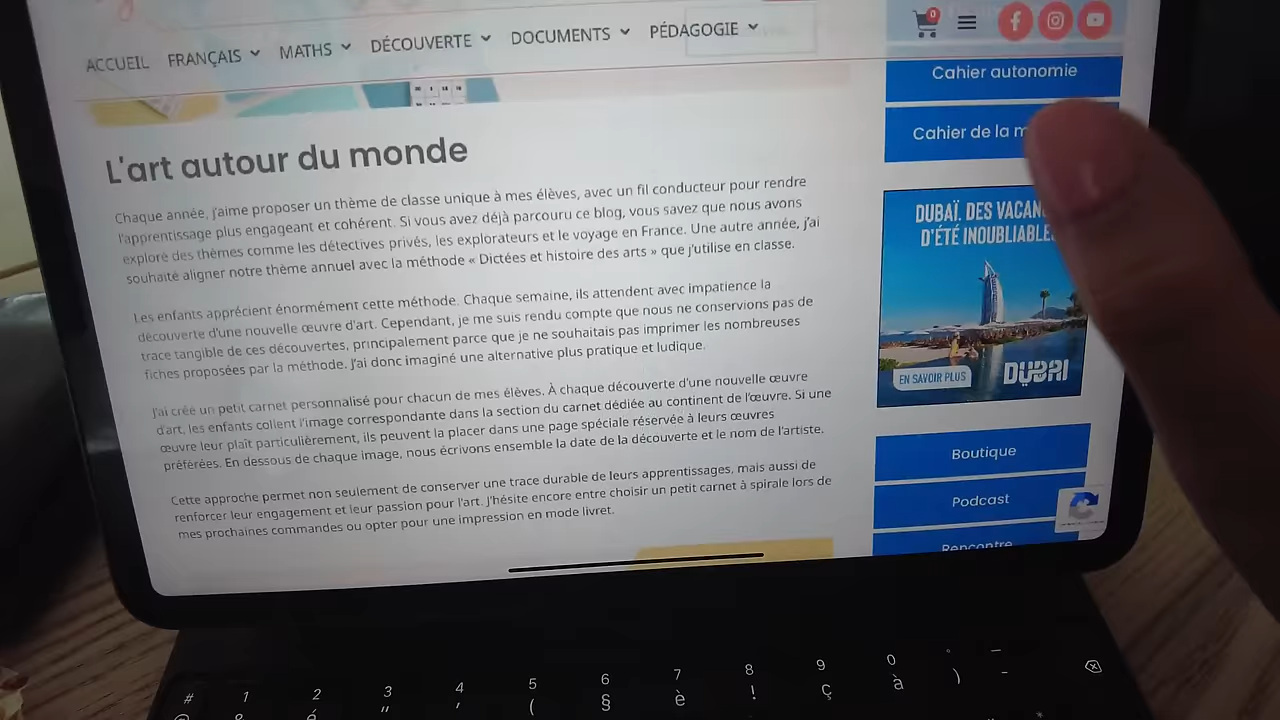 ACCUEIL FRANÇAIS MATHS DÉCOUVERTE DOCUMENTS PÉDAGOGIE
0
Cahier autonomie
Cahier de la m
L'art autour du monde
Chaque année, j'aime proposer un thème de classe unique à mes élèves, avec un fil conducteur pour rendre
l'apprentissage plus engageant et cohérent. Si vous avez déjà parcouru ce blog, vous savez que nous avons
exploré des thèmes comme les détectives privés, les explorateurs et le voyage en France. Une autre année, j'ai
souhaité aligner notre thème annuel avec la méthode « Dictées et histoire des arts » que j'utilise en classe.
Les enfants apprécient énormément cette méthode. Chaque semaine, ils attendent avec impatience la
découverte d'une nouvelle œuvre d'art. Cependant, je me suis rendu compte que nous ne conservions pas de
trace tangible de ces découvertes, principalement parce que je ne souhaitais pas imprimer les nombreuses
fiches proposées par la méthode. J'ai donc imaginé une alternative plus pratique et ludique.
J'ai créé un petit carnet personnalisé pour chacun de mes élèves. À chaque découverte d'une nouvelle œuvre
d'art, les enfants collent l'image correspondante dans la section du carnet dédiée au continent de l'œuvre. Si une
œuvre leur plaît particulièrement, ils peuvent la placer dans une page spéciale réservée à leurs œuvres
préférées. En dessous de chaque image, nous écrivons ensemble la date de la découverte et le nom de l'artiste.
Cette approche permet non seulement de conserver une trace durable de leurs apprentissages, mais aussi de
renforcer leur engagement et leur passion pour l'art. J'hésite encore entre choisir un petit carnet à spirale lors de
mes prochaines commandes ou opter pour une impression en mode livret.
DUBAÏ. DES VACAN
D'ÉTÉ INOUBLIABLE
EN SAVOIR PLUS
DUBAI
Boutique
Podcast
Rencontre
# 1 2 3 4 5 6 7 8 9 0 ° _
" ' ( § è ! ç à ) -